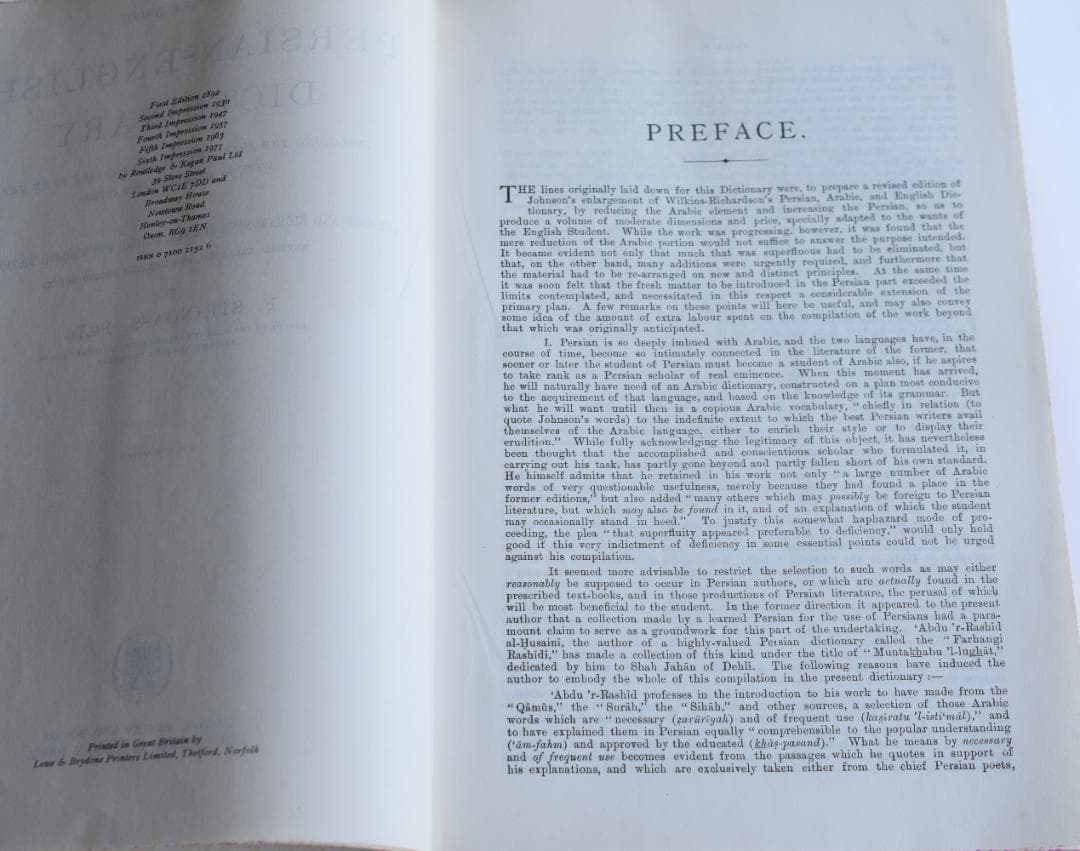 First Edition 1892
Second Impression 1930
Third Impression 1947
Fourth Impression 1957
Fifth Impression 1963
Sixth Impression 1977
by Routledge & Kegan Paul Ltd
39 Store Street
London WC1E 7DD and
Broadway House
Newtown Road
Henley-on-Thames
Oxon. RG9 1EN
ISBN 0 7100 2152 6
Printed in Great Britain by
Lowe & Brydone Printers Limited, Thetford, Norfolk
PREFACE.
THE lines originally laid down for this Dictionary were, to prepare a revised edition of
Johnson's enlargement of Wilkins-Richardson's Persian, Arabic, and English Dic-
tionary, by reducing the Arabic element and increasing the Persian, so as to
produce a volume of moderate dimensions and price, specially adapted to the wants of
the English Student. While the work was progressing, however, it was found that the
mere reduction of the Arabic portion would not suffice to answer the purpose intended.
It became evident not only that much that was superfluous had to be eliminated, but
that, on the other hand, many additions were urgently required, and furthermore that
the material had to be re-arranged on new and distinct principles. At the same time
it was soon felt that the fresh matter to be introduced in the Persian part exceeded the
limits contemplated, and necessitated in this respect a considerable extension of the
primary plan. A few remarks on these points will here be useful, and may also convey
some idea of the amount of extra labour spent on the compilation of the work beyond
that which was originally anticipated.
I. Persian is so deeply imbued with Arabic, and the two languages have, in the
course of time, become so intimately connected in the literature of the former, that
sooner or later the student of Persian must become a student of Arabic also, if he aspires
to take rank as a Persian scholar of real eminence. When this moment has arrived,
he will naturally have need of an Arabic dictionary, constructed on a plan most conducive
to the acquirement of that language, and based on the knowledge of its grammar. But
what he will want until then is a copious Arabic vocabulary, "chiefly in relation (to
quote Johnson's words) to the indefinite extent to which the best Persian writers avail
themselves of the Arabic language, either to enrich their style or to display their
erudition." While fully acknowledging the legitimacy of this object, it has nevertheless
been thought that the accomplished and conscientious scholar who formulated it, in
carrying out his task, has partly gone beyond and partly fallen short of his own standard.
He himself admits that he retained in his work not only "a large number of Arabic
words of very questionable usefulness, merely because they had found a place in the
former editions," but also added "many others which may possibly be foreign to Persian
literature, but which may also be found in it, and of an explanation of which the student
may occasionally stand in heed." To justify this somewhat haphazard mode of pro-
ceeding, the plea "that superfluity appeared preferable to deficiency," would only hold
good if this very indictment of deficiency in some essential points could not be urged
against his compilation.
It seemed more advisable to restrict the selection to such words as may either
reasonably be supposed to occur in Persian authors, or which are actually found in the
prescribed text-books, and in those productions of Persian literature, the perusal of which
will be most beneficial to the student. In the former direction it appeared to the present
author that a collection made by a learned Persian for the use of Persians had a para-
mount claim to serve as a groundwork for this part of the undertaking. 'Abdu 'r-Rashīd
al-Ḥusaini, the author of a highly-valued Persian dictionary called the "Farhangi
Rashīdī," has made a collection of this kind under the title of "Muntakhabu 'l-lughāt,"
dedicated by him to Shah Jahān of Dehli. The following reasons have induced the
author to embody the whole of this compilation in the present dictionary :—
'Abdu 'r-Rashīd professes in the introduction to his work to have made from the
"Qāmūs," the "Surāḥ," the "Sihāh," and other sources, a selection of those Arabic
words which are "necessary (ẓarūrīyah) and of frequent use (kaṣīratu 'l-isti'māl)," and
to have explained them in Persian equally "comprehensible to the popular understanding
('ām-fahm) and approved by the educated (khāṣ-pasand)." What he means by necessary
and of frequent use becomes evident from the passages which he quotes in support of
his explanations, and which are exclusively taken either from the chief Persian poets,